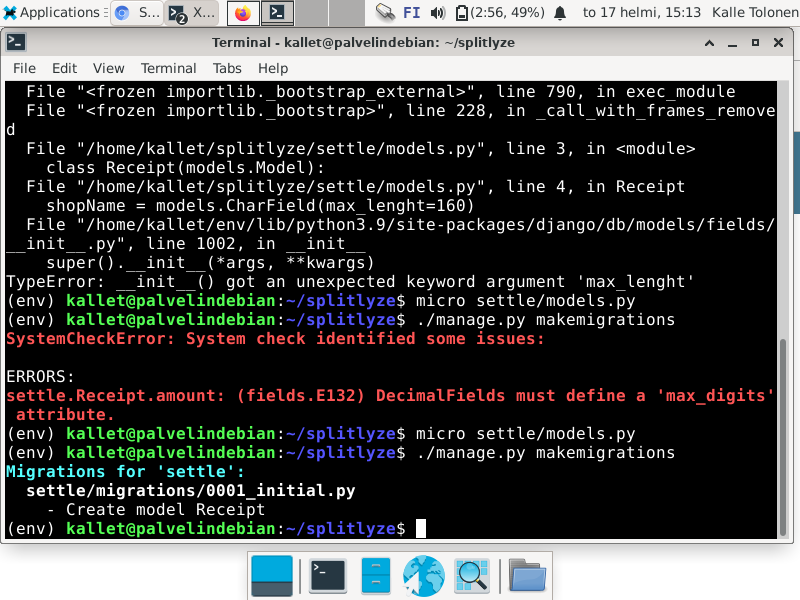 Applications
S...
2
X...
FI
(2:56, 49%)
to 17 helmi, 15:13
Kalle Tolonen
Terminal - kallet@palvelindebian: ~/splitlyze
File Edit View Terminal Tabs Help
File "<frozen importlib._bootstrap_external>", line 790, in exec_module
File "<frozen importlib._bootstrap>", line 228, in _call_with_frames_remove
d
File "/home/kallet/splitlyze/settle/models.py", line 3, in <module>
class Receipt(models.Model):
File "/home/kallet/splitlyze/settle/models.py", line 4, in Receipt
shopName = models.CharField(max_lenght=160)
File "/home/kallet/env/lib/python3.9/site-packages/django/db/models/fields/
__init__.py", line 1002, in __init__
super().__init__(*args, **kwargs)
TypeError: __init__() got an unexpected keyword argument 'max_lenght'
(env) kallet@palvelindebian:~/splitlyze$ micro settle/models.py
(env) kallet@palvelindebian:~/splitlyze$ ./manage.py makemigrations
SystemCheckError: System check identified some issues:
ERRORS:
settle.Receipt.amount: (fields.E132) DecimalFields must define a 'max_digits'
attribute.
(env) kallet@palvelindebian:~/splitlyze$ micro settle/models.py
(env) kallet@palvelindebian:~/splitlyze$ ./manage.py makemigrations
Migrations for 'settle':
settle/migrations/0001_initial.py
- Create model Receipt
(env) kallet@palvelindebian:~/splitlyze$